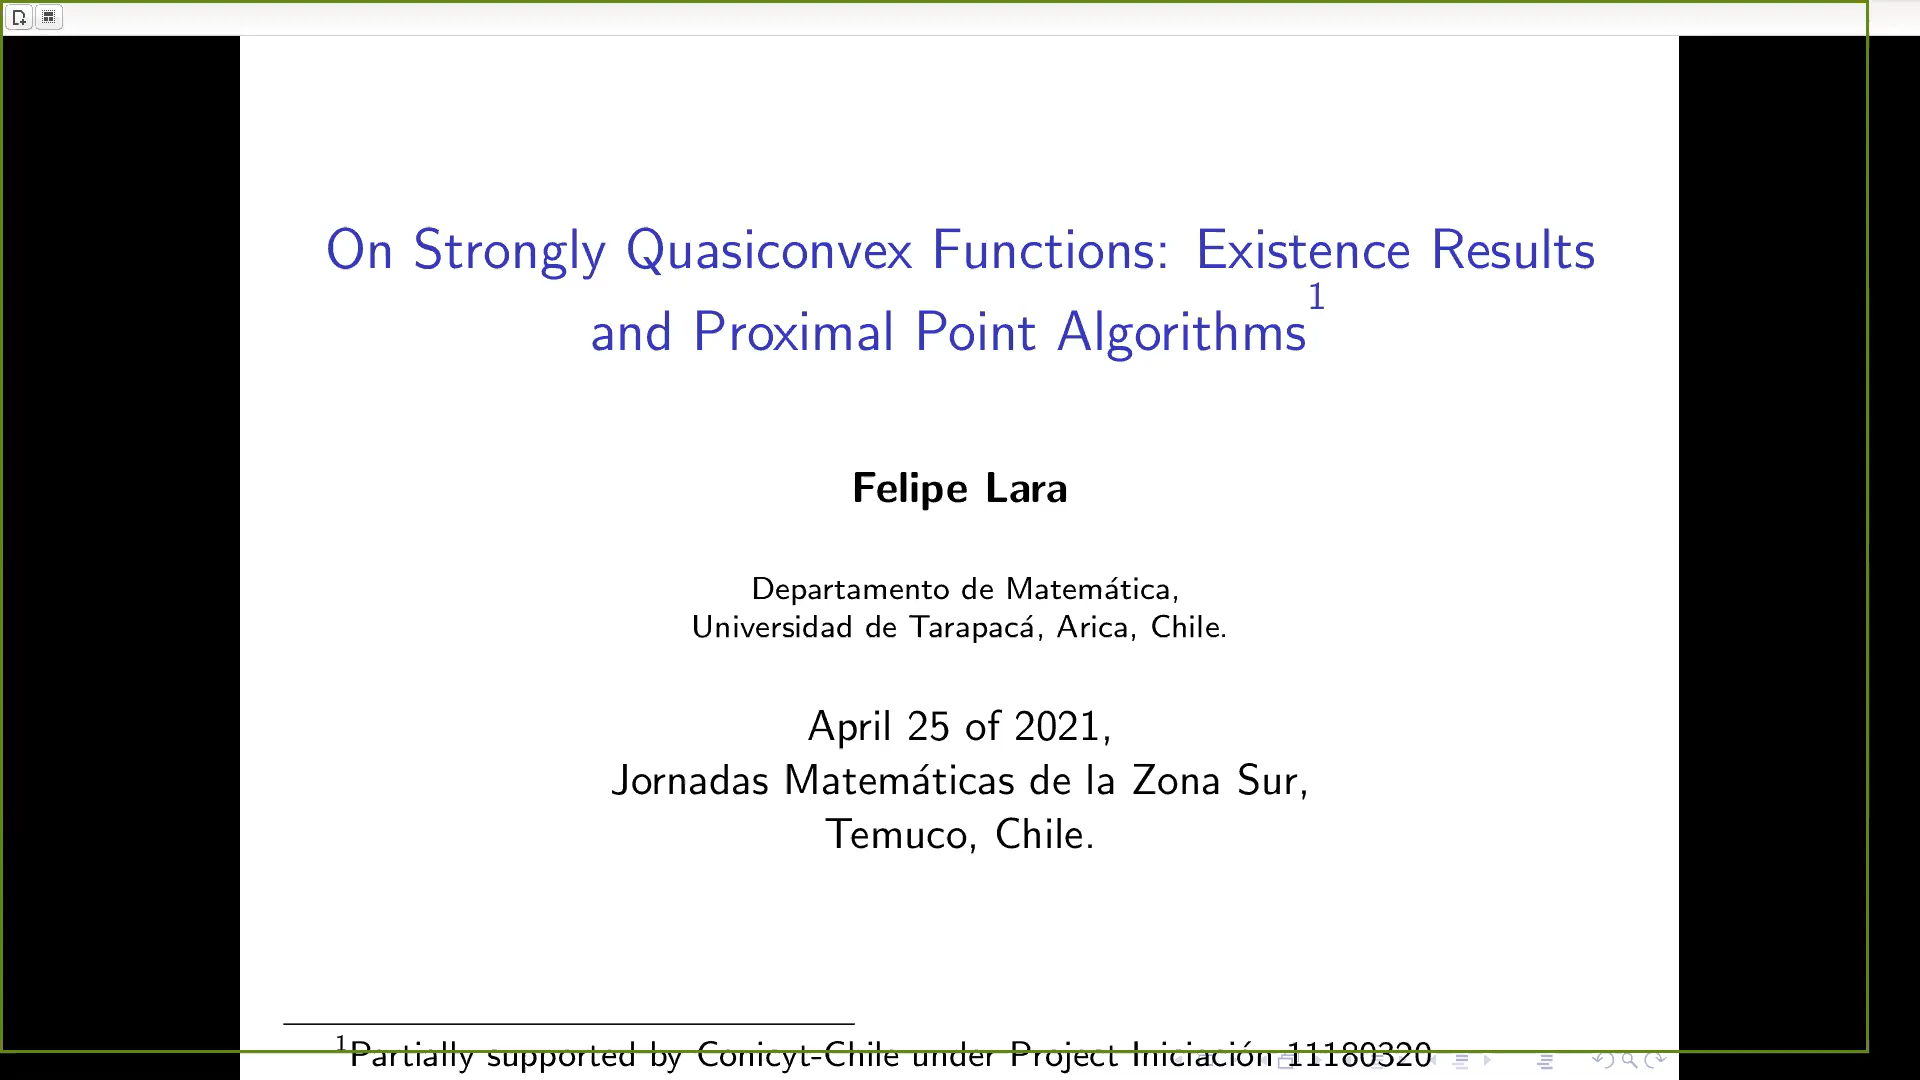 On Strongly Quasiconvex Functions: Existence Results
and Proximal Point Algorithms¹
Felipe Lara
Departamento de Matemática,
Universidad de Tarapacá, Arica, Chile.
April 25 of 2021,
Jornadas Matemáticas de la Zona Sur,
Temuco, Chile.
¹Partially supported by Conicyt-Chile under Project Iniciación 11180320